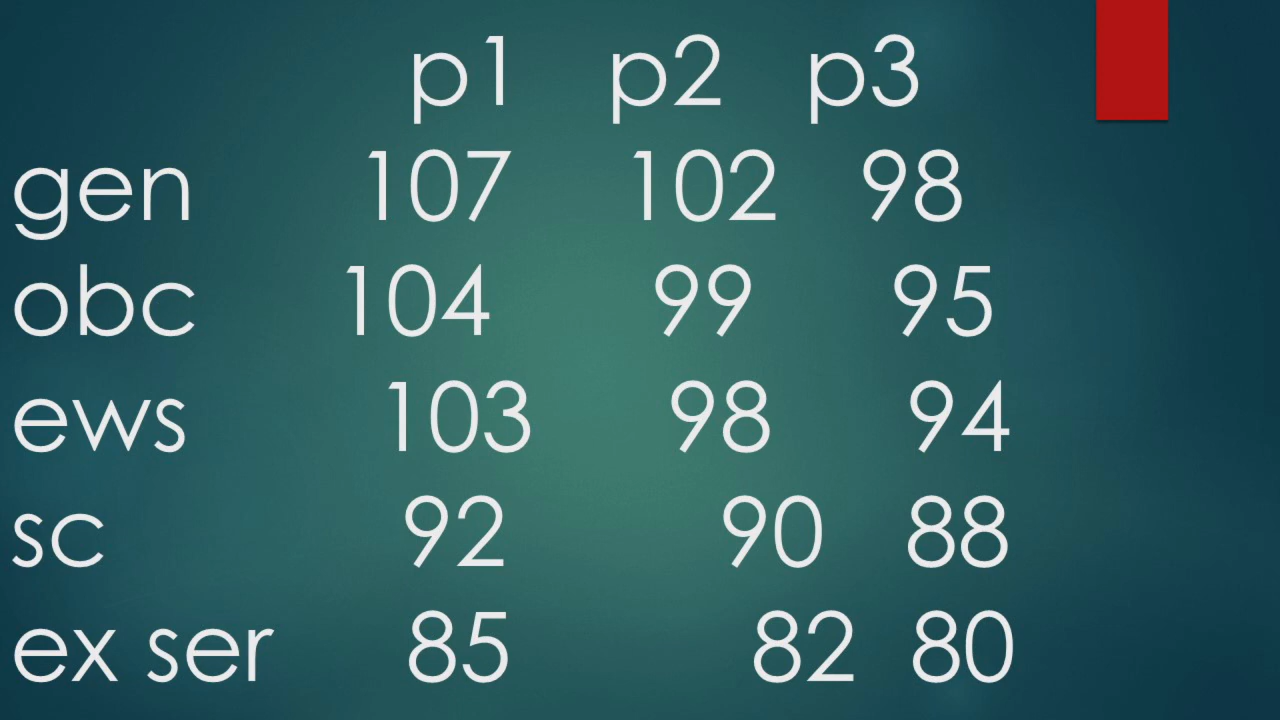 p1 p2 p3
gen 107 102 98
obc 104 99 95
ews 103 98 94
sc 92 90 88
ex ser 85 82 80